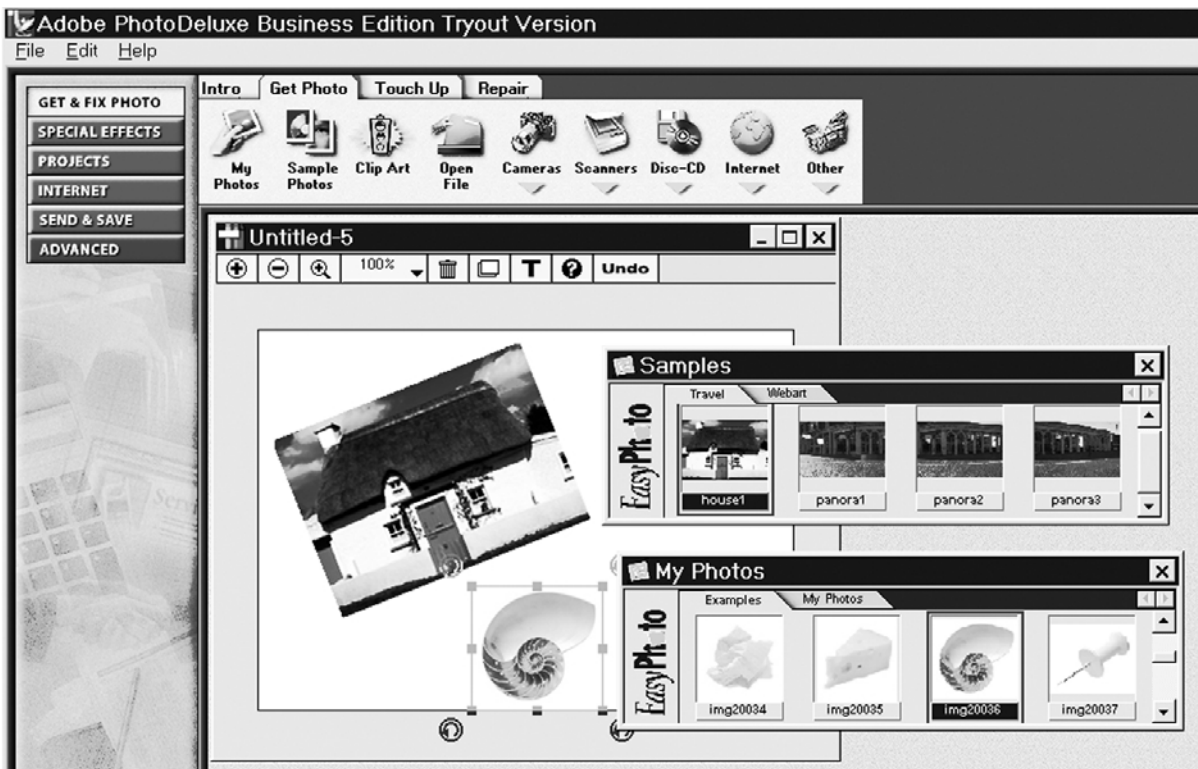 Adobe PhotoDeluxe Business Edition Tryout Version
File Edit Help
GET & FIX PHOTO
SPECIAL EFFECTS
PROJECTS
INTERNET
SEND & SAVE
ADVANCED
Intro Get Photo Touch Up Repair
My Photos
Sample Photos
Clip Art
Open File
Cameras
Scanners
Disc-CD
Internet
Other
Untitled-5
100% T ? Undo
Samples
EasyPhoto
Travel Webart
house1 panora1 panora2 panora3
My Photos
EasyPhoto
Examples My Photos
img20034 img20035 img20036 img20037